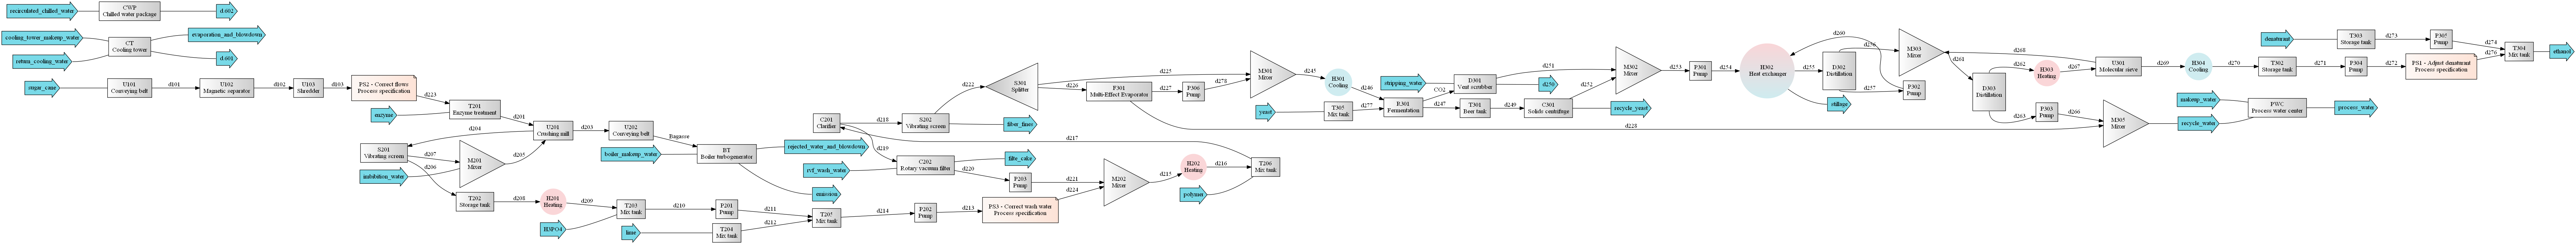 recirculated_chilled_water
CWP
Chilled water package
d.602
cooling_tower_makeup_water
return_cooling_water
CT
Cooling tower
evaporation_and_blowdown
d.601
sugar_cane
U101
Conveying belt
d101
U102
Magnetic separator
d102
U103
Shredder
d103
PS2 - Correct flows
Process specification
d223
enzyme
T201
Enzyme treatment
d201
d204
U201
Crushing mill
d203
U202
Conveying belt
Bagasse
S201
Vibrating screen
d207
d206
imbibition_water
M201
Mixer
d205
boiler_makeup_water
BT
Boiler turbogenerator
rejected_water_and_blowdown
emission
T202
Storage tank
d208
H201
Heating
d209
H3PO4
T203
Mix tank
d210
P201
Pump
d211
lime
T204
Mix tank
d212
T205
Mix tank
d214
P202
Pump
d213
PS3 - Correct wash water
Process specification
d224
C201
Clarifier
d218
d219
S202
Vibrating screen
d222
fiber_fines
d217
rvf_wash_water
C202
Rotary vacuum filter
filte_cake
d220
P203
Pump
d221
M202
Mixer
d215
H202
Heating
d216
polymer
T206
Mix tank
S301
Splitter
d225
d226
F301
Multi-Effect Evaporator
d227
P306
Pump
d278
d228
M301
Mixer
d245
H301
Cooling
d246
yeast
T305
Mix tank
d277
R301
Fermentation
CO2
d247
stripping_water
D301
Vent scrubber
d251
d250
T301
Beer tank
d249
C301
Solids centrifuge
d252
recycle_yeast
M302
Mixer
d253
P301
Pump
d254
H302
Heat exchanger
d255
stillage
d260
D302
Distillation
d256
d257
P302
Pump
M303
Mixer
d261
d268
D303
Distillation
d262
d263
H303
Heating
d267
P303
Pump
d266
M305
Mixer
U301
Molecular sieve
d269
H304
Cooling
d270
T302
Storage tank
d271
P304
Pump
d272
PS1 - Adjust denaturant
Process specification
d276
denaturant
T303
Storage tank
d273
P305
Pump
d274
T304
Mix tank
ethanol
makeup_water
recycle_water
PWC
Process water center
process_water